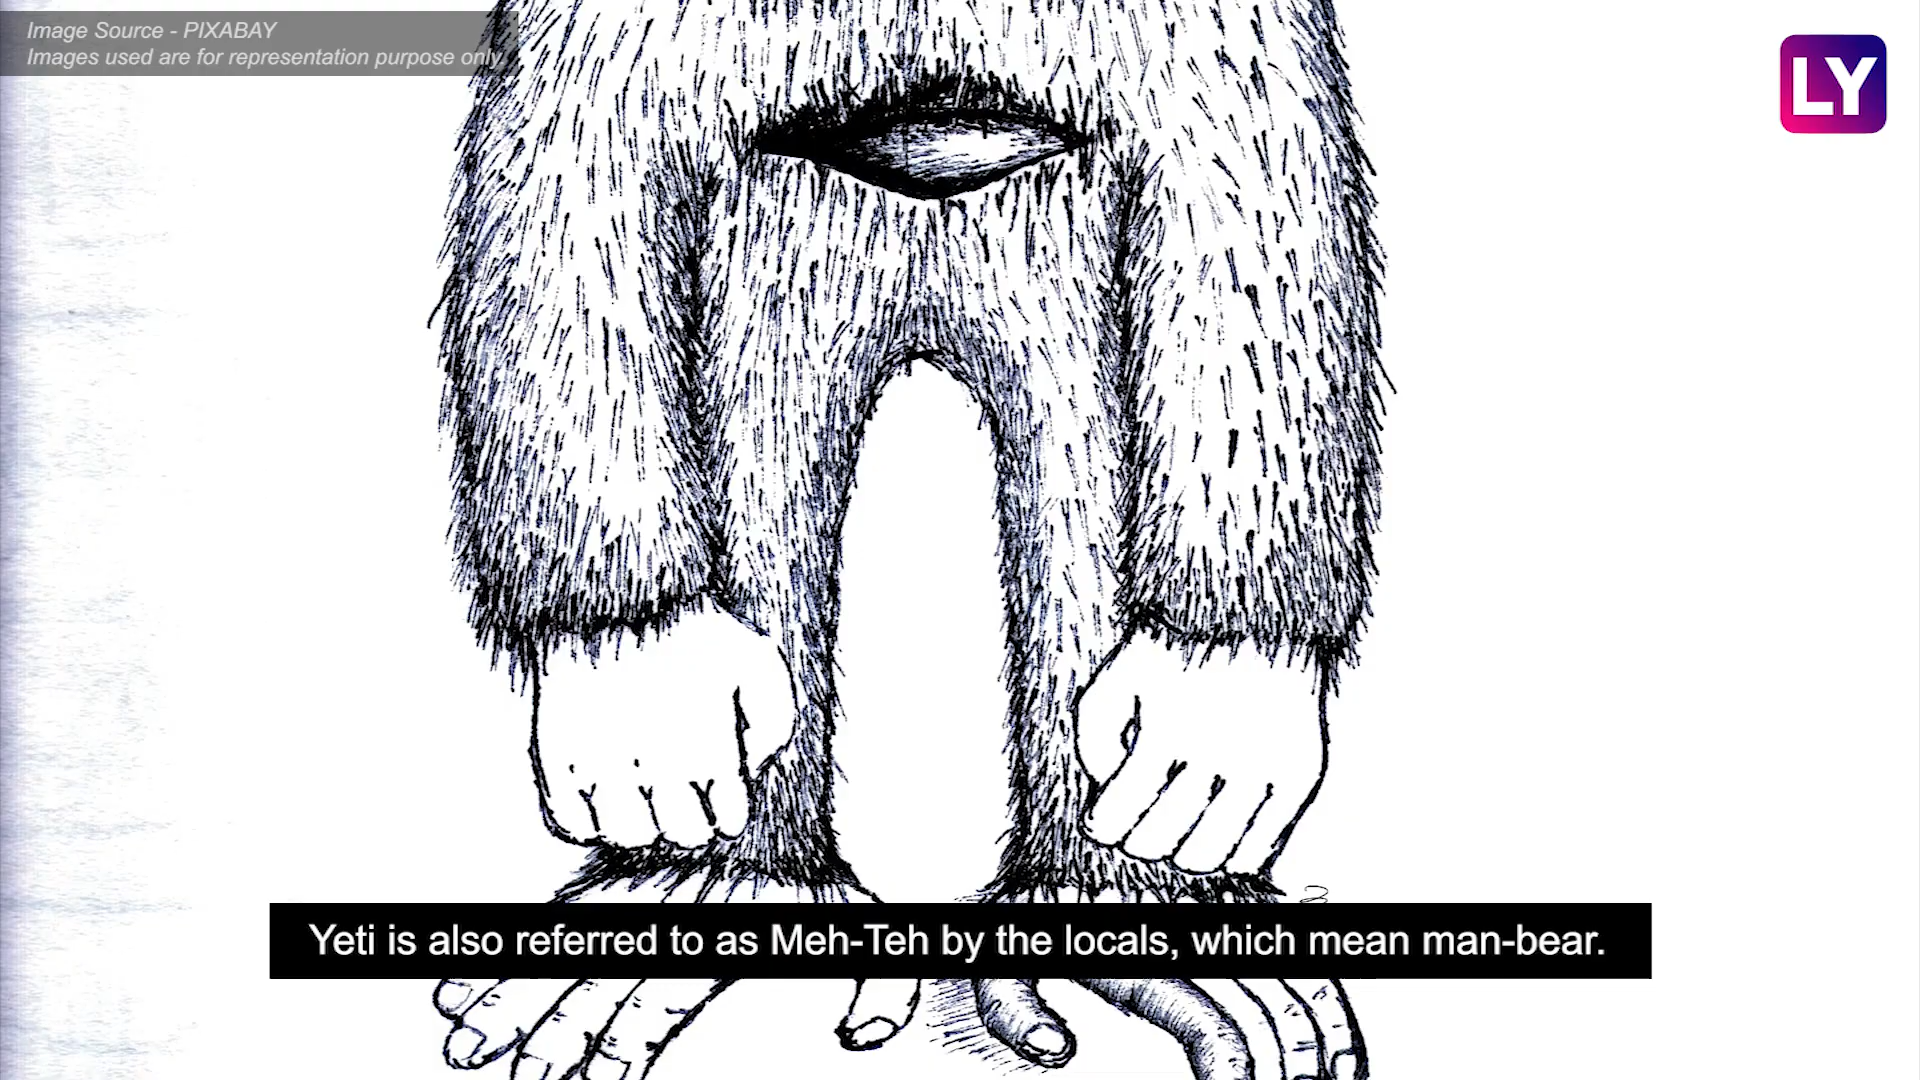 Image Source - PIXABAY
Images used are for representation purpose only
LY
Yeti is also referred to as Meh-Teh by the locals, which mean man-bear.